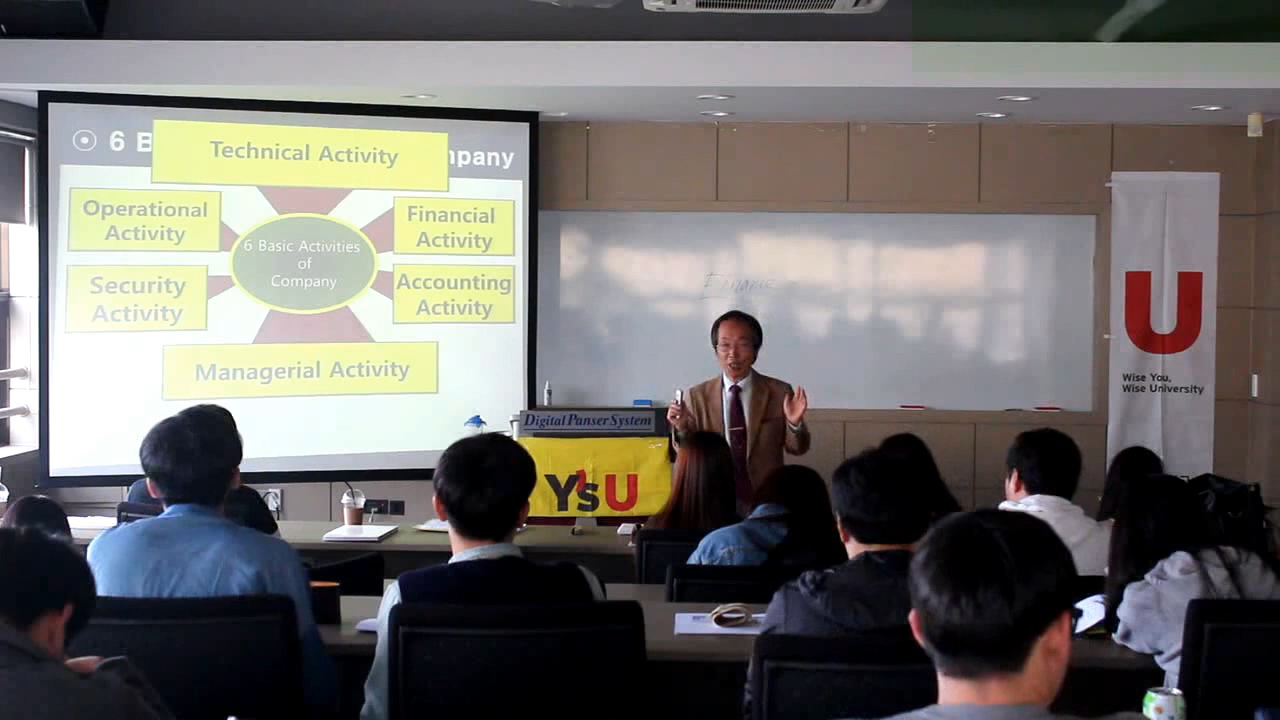 6 B
mpany
Technical Activity
Operational
Activity
Financial
Activity
6 Basic Activities
of
Company
Security
Activity
Accounting
Activity
Managerial Activity
Digital Panser System
Y'sU
U
Wise You,
Wise University